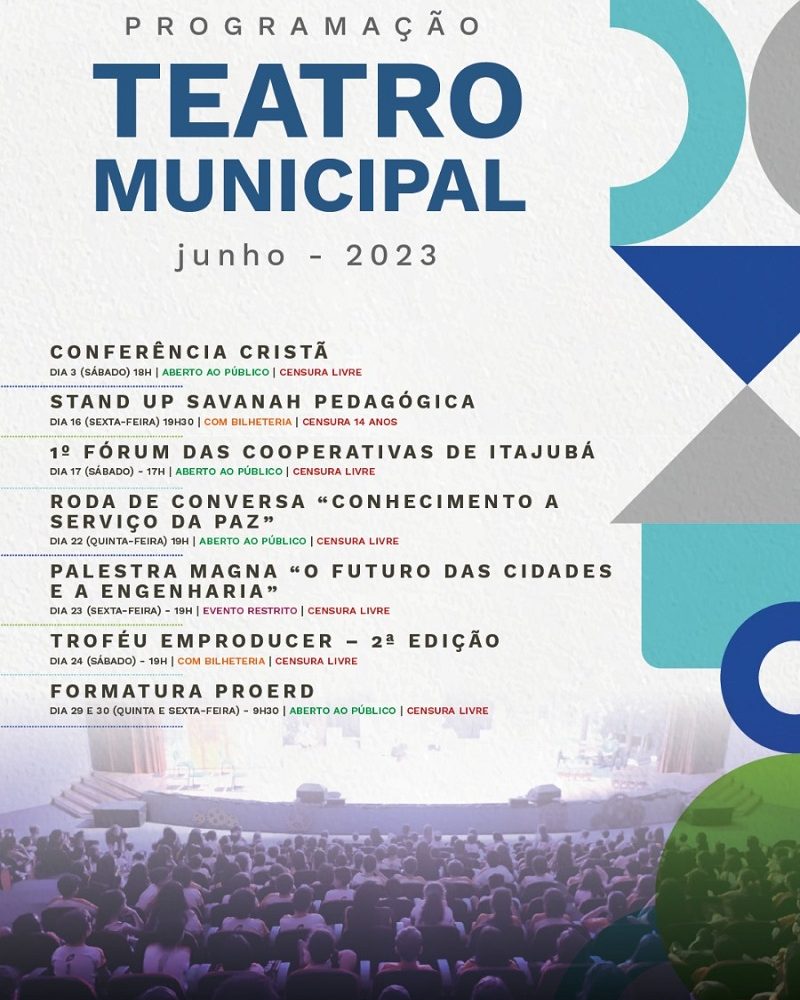 PROGRAMAÇÃO
TEATRO
MUNICIPAL
junho - 2023
CONFERÊNCIA CRISTÃ
DIA 3 (SÁBADO) 18H | ABERTO AO PÚBLICO | CENSURA LIVRE
STAND UP SAVANAH PEDAGÓGICA
DIA 16 (SEXTA-FEIRA) 19H30 | COM BILHETERIA | CENSURA 14 ANOS
1º FÓRUM DAS COOPERATIVAS DE ITAJUBÁ
DIA 17 (SÁBADO) - 17H | ABERTO AO PÚBLICO | CENSURA LIVRE
RODA DE CONVERSA “CONHECIMENTO A
SERVIÇO DA PAZ”
DIA 22 (QUINTA-FEIRA) 19H | ABERTO AO PÚBLICO | CENSURA LIVRE
PALESTRA MAGNA “O FUTURO DAS CIDADES
E A ENGENHARIA”
DIA 23 (SEXTA-FEIRA) - 19H | EVENTO RESTRITO | CENSURA LIVRE
TROFÉU EMPRODUCER – 2ª EDIÇÃO
DIA 24 (SÁBADO) - 19H | COM BILHETERIA | CENSURA LIVRE
FORMATURA PROERD
DIA 29 E 30 (QUINTA E SEXTA-FEIRA) - 9H30 | ABERTO AO PÚBLICO | CENSURA LIVRE